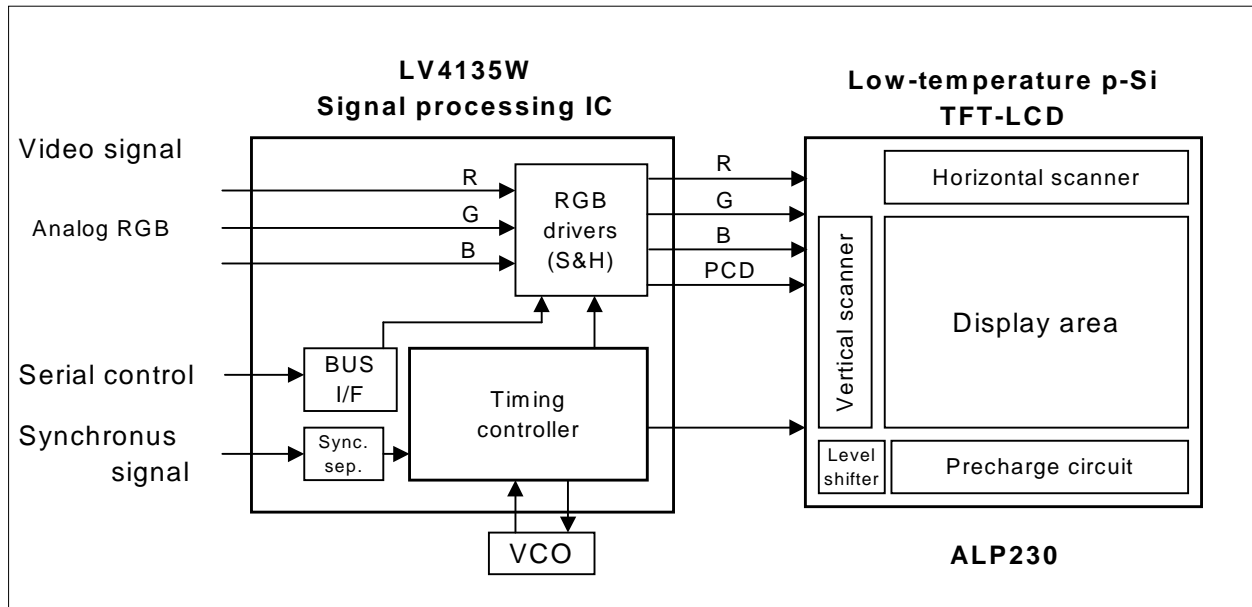 LV4135W
Signal processing IC
Low-temperature p-Si
TFT-LCD
Video signal
Analog RGB
R
G
B
RGB
drivers
(S&H)
R
G
B
PCD
Horizontal scanner
Vertical scanner
Display area
Serial control
BUS
I/F
Timing
controller
Synchronus
signal
Sync.
sep.
Level
shifter
Precharge circuit
VCO
ALP230